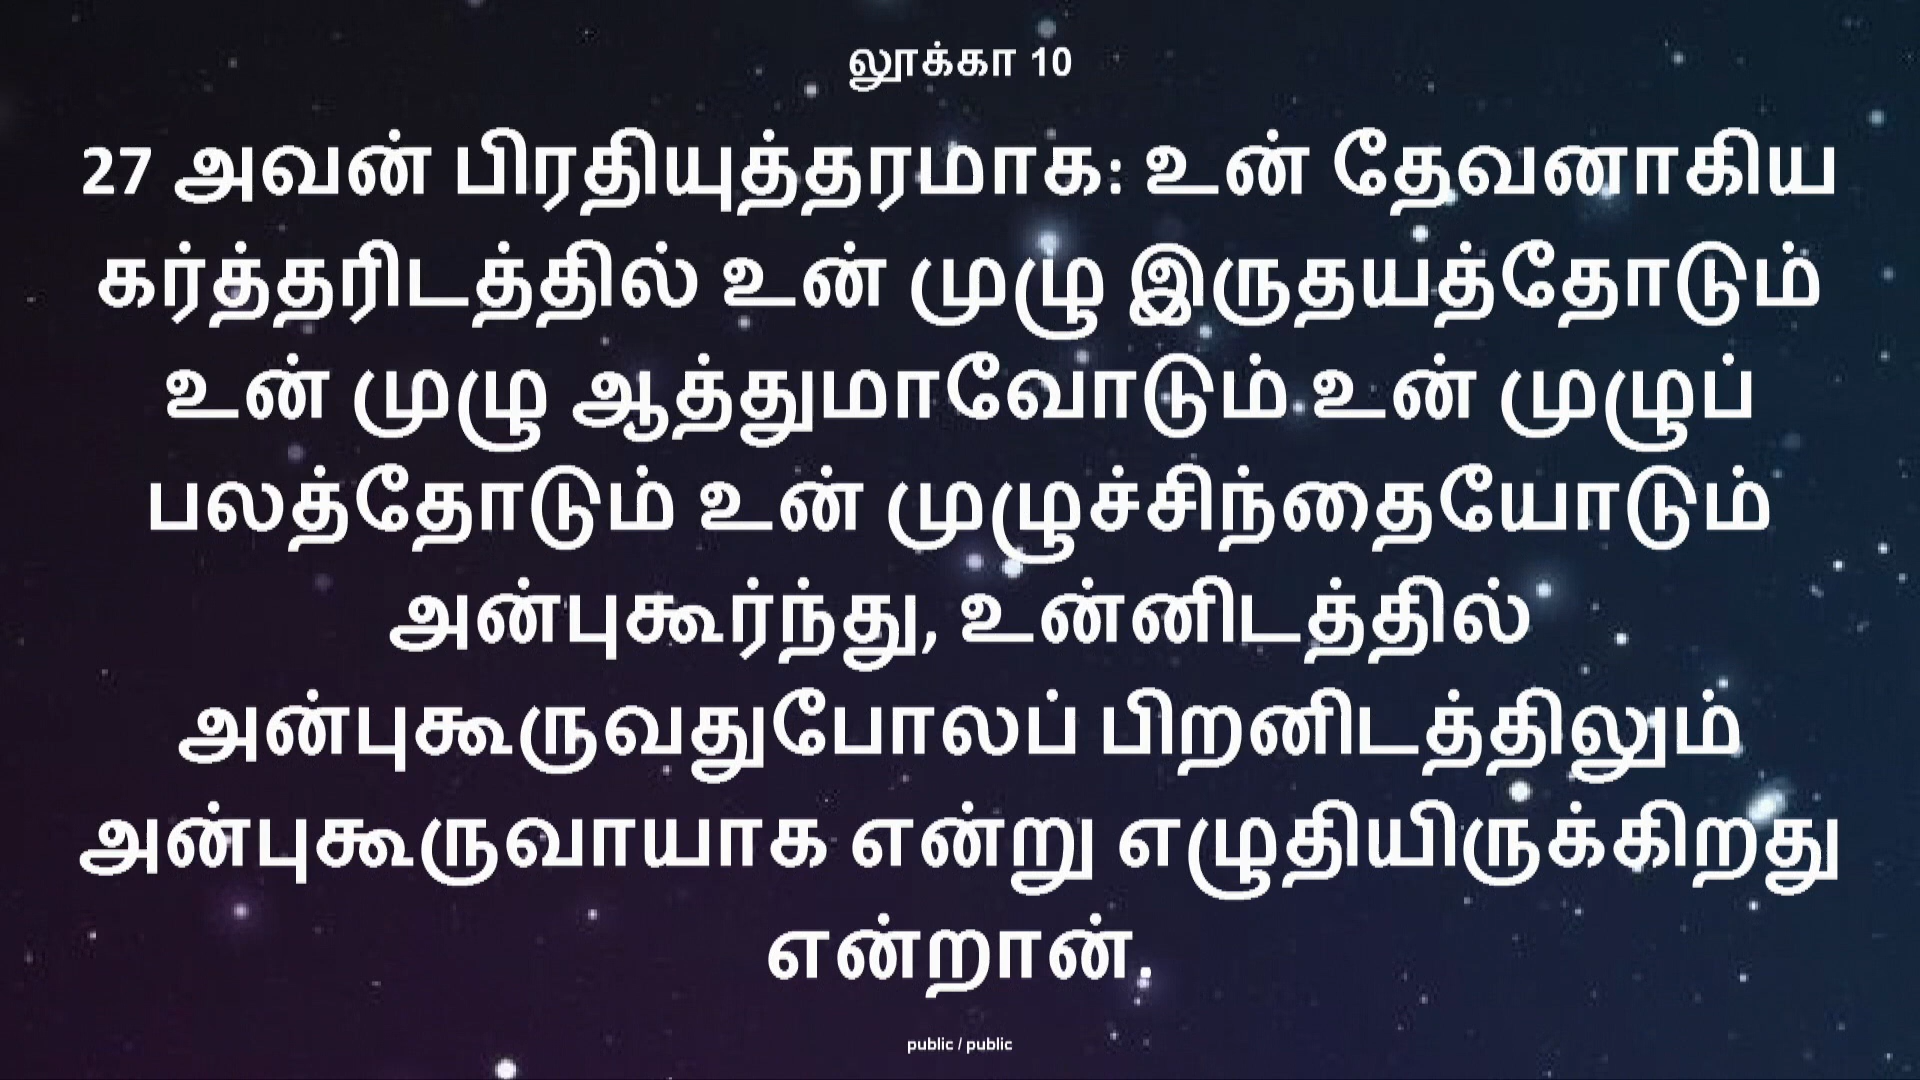 லூக்கா 10
27 அவன் பிரதியுத்தரமாக: உன் தேவனாகிய
கர்த்தரிடத்தில் உன் முழு இருதயத்தோடும்
உன் முழு ஆத்துமாவோடும் உன் முழுப்
பலத்தோடும் உன் முழுச்சிந்தையோடும்
அன்புகூர்ந்து, உன்னிடத்தில்
அன்புகூருவதுபோலப் பிறனிடத்திலும்
அன்புகூருவாயாக என்று எழுதியிருக்கிறது
என்றான்.
public / public